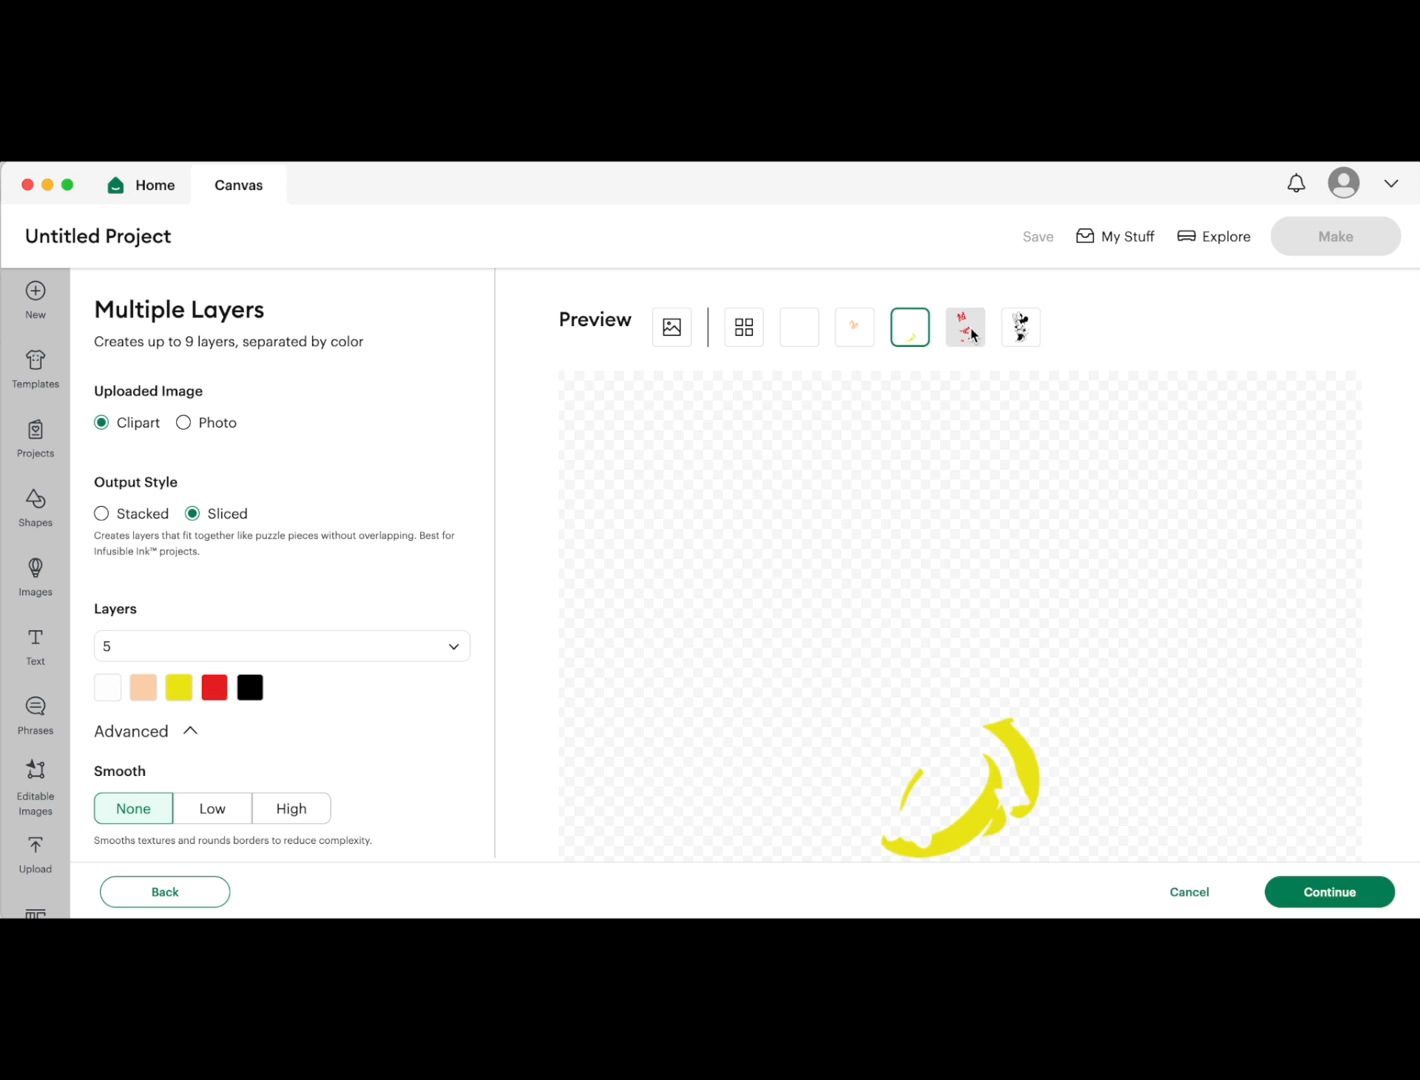 Home
Canvas
Untitled Project
Save
My Stuff
Explore
Make
New
Templates
Projects
Shapes
Images
Text
Phrases
Editable
Images
Upload
Multiple Layers
Creates up to 9 layers, separated by color
Uploaded Image
Clipart
Photo
Output Style
Stacked
Sliced
Creates layers that fit together like puzzle pieces without overlapping. Best for
Infusible Ink™ projects.
Layers
5
Advanced
Smooth
None
Low
High
Smooths textures and rounds borders to reduce complexity.
Preview
Back
Cancel
Continue